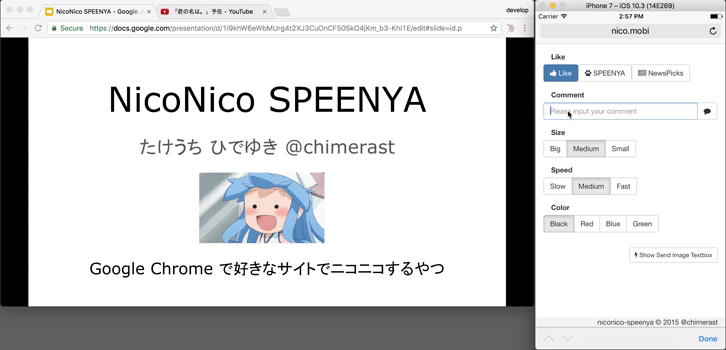 NicoNico SPEENYA - Google
『君の名は。』予告 - YouTube
develop
Secure
https://docs.google.com/presentation/d/1i9khW6eWbMUrg4t2XJ3CuOnCF50SkO4jKm_b3-Khi1E/edit#slide=id.p
NicoNico SPEENYA
たけうち ひでゆき @chimerast
Google Chrome で好きなサイトでニコニコするやつ
iPhone 7 – iOS 10.3 (14E269)
Carrier
2:57 PM
nico.mobi
Like
Like
SPEENYA
NewsPicks
Comment
Please input your comment
Size
Big
Medium
Small
Speed
Slow
Medium
Fast
Color
Black
Red
Blue
Green
Show Send Image Textbox
niconico-speenya © 2015 @chimerast
Done